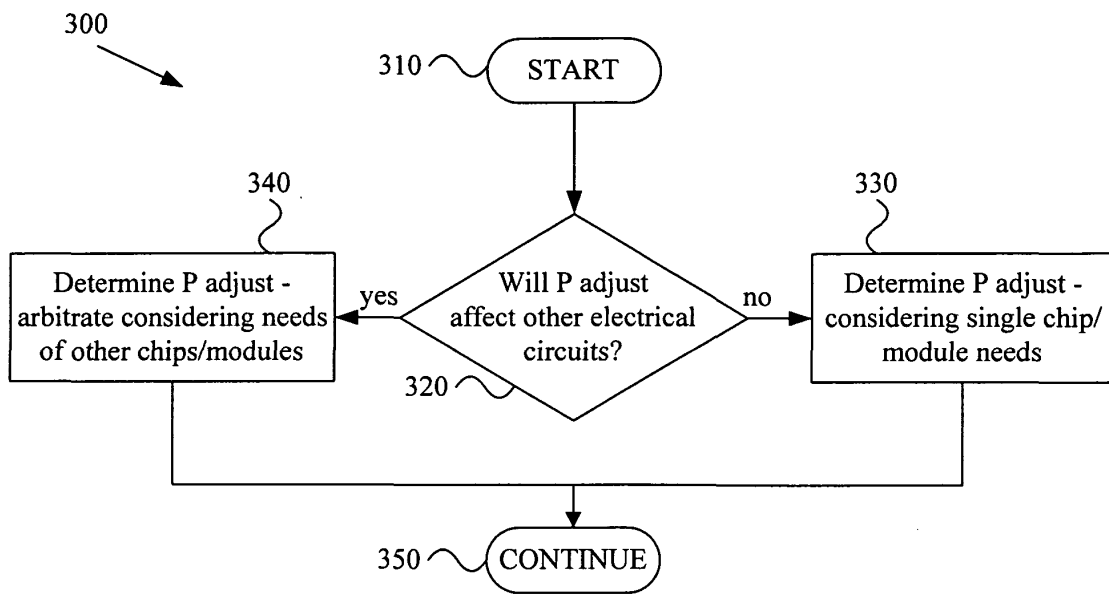 300
310
START
340
330
Determine P adjust -
arbitrate considering needs
of other chips/modules
yes
Will P adjust
affect other electrical
circuits?
no
Determine P adjust -
considering single chip/
module needs
320
350
CONTINUE